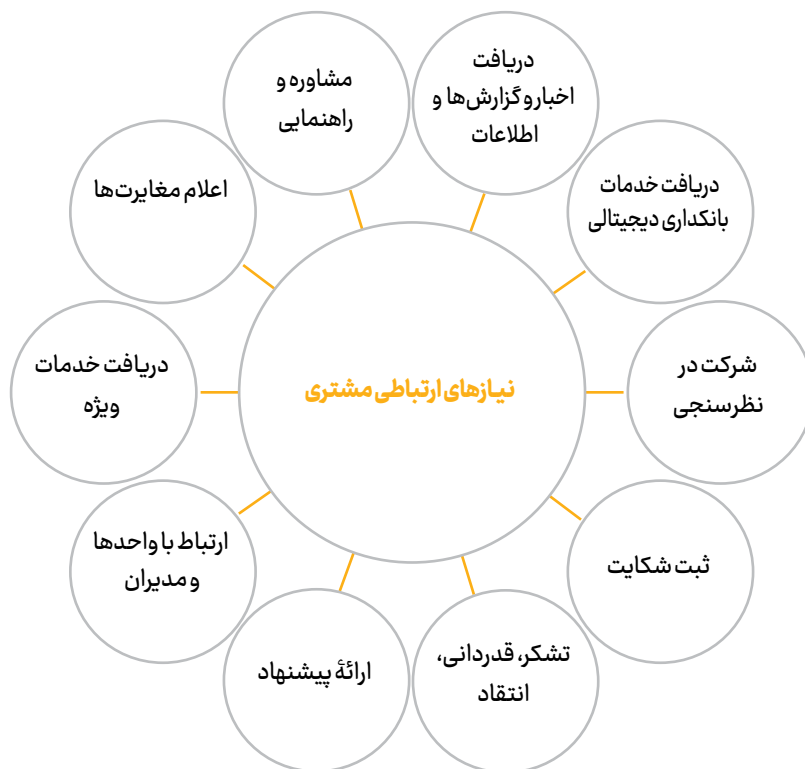 دریافت
اخبار و گزارش‌ها و
اطلاعات
مشاوره و
راهنمایی
دریافت خدمات
بانکداری دیجیتالی
اعلام مغایرت‌ها
شرکت در
نظرسنجی
نیازهای ارتباطی مشتری
دریافت خدمات
ویژه
ثبت شکایت
ارتباط با واحدها
و مدیران
تشکر، قدردانی،
انتقاد
ارائهٔ پیشنهاد